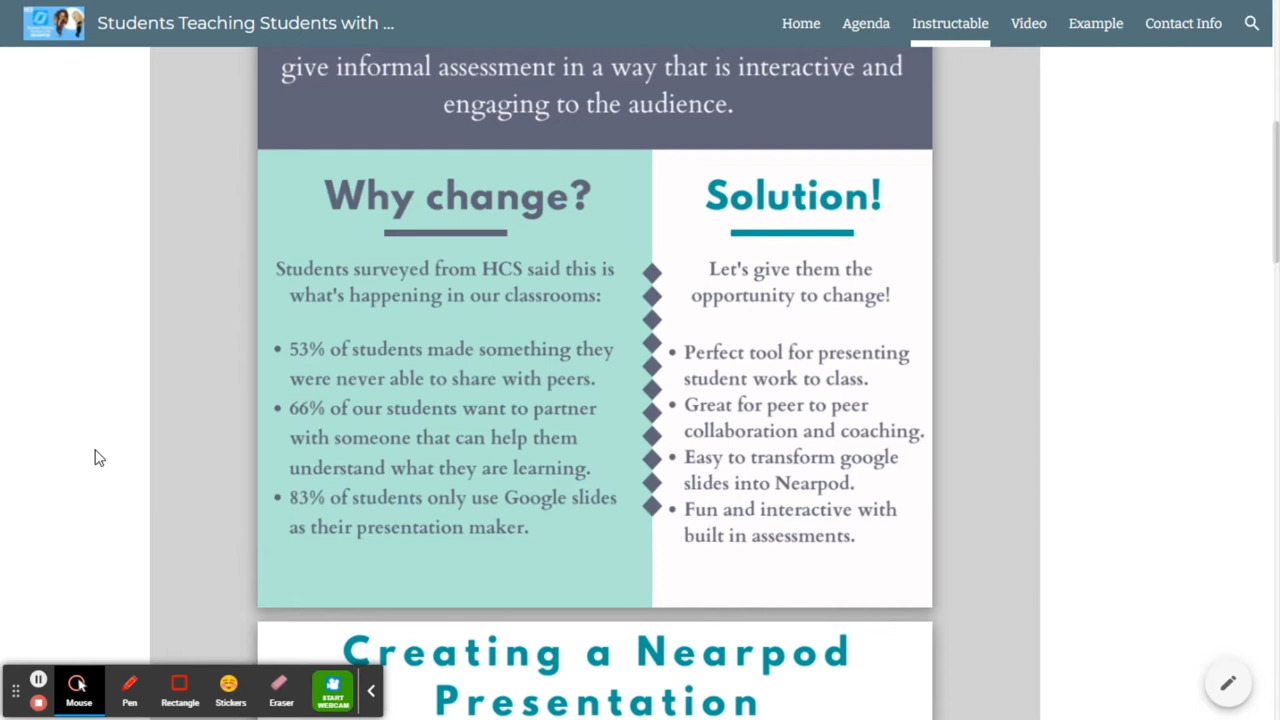 Students Teaching Students with ...
Home
Agenda
Instructable
Video
Example
Contact Info
give informal assessment in a way that is interactive and
engaging to the audience.
Why change?
Students surveyed from HCS said this is
what's happening in our classrooms:
• 53% of students made something they
were never able to share with peers.
• 66% of our students want to partner
with someone that can help them
understand what they are learning.
• 83% of students only use Google slides
as their presentation maker.
Solution!
Let's give them the
opportunity to change!
• Perfect tool for presenting
student work to class.
• Great for peer to peer
collaboration and coaching.
• Easy to transform google
slides into Nearpod.
• Fun and interactive with
built in assessments.
Creating a Nearpod
Presentation
Mouse
Pen
Rectangle
Stickers
Eraser
START
WEBCAM